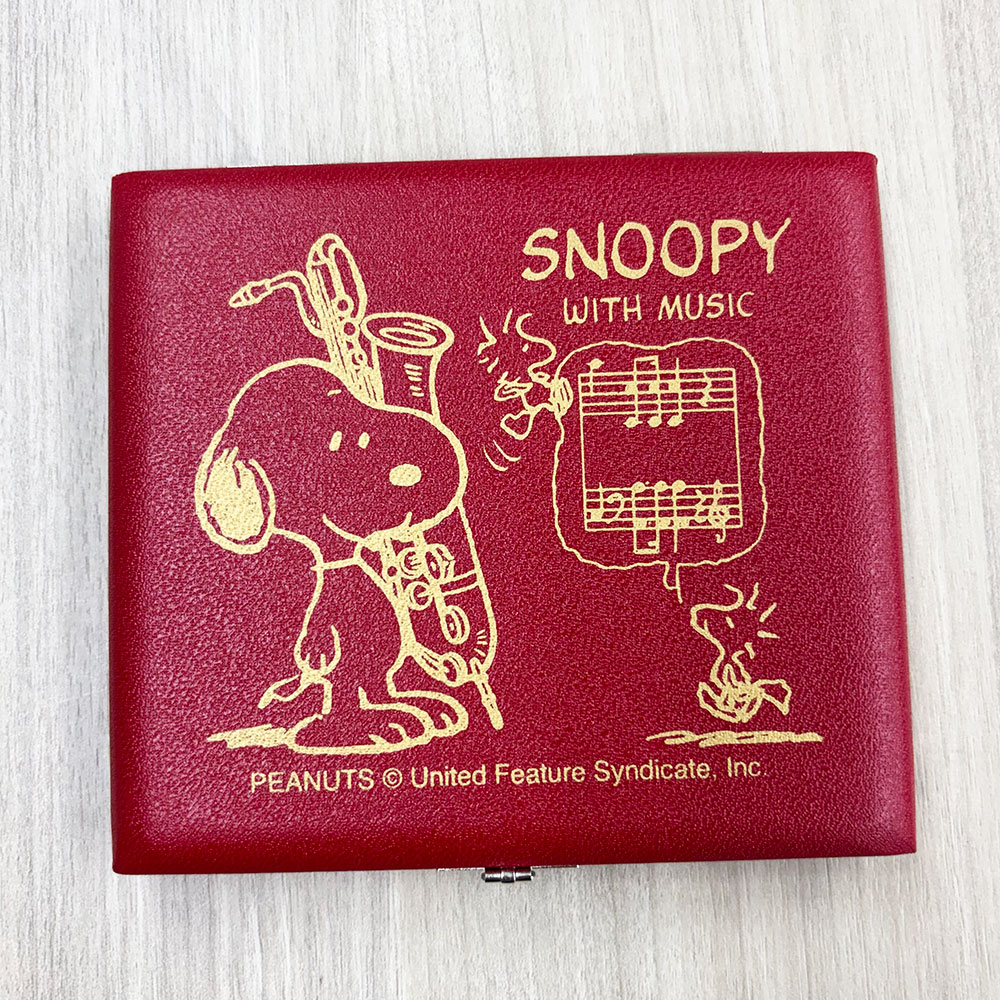 SNOOPY
WITH MUSIC
PEANUTS © United Feature Syndicate, Inc.